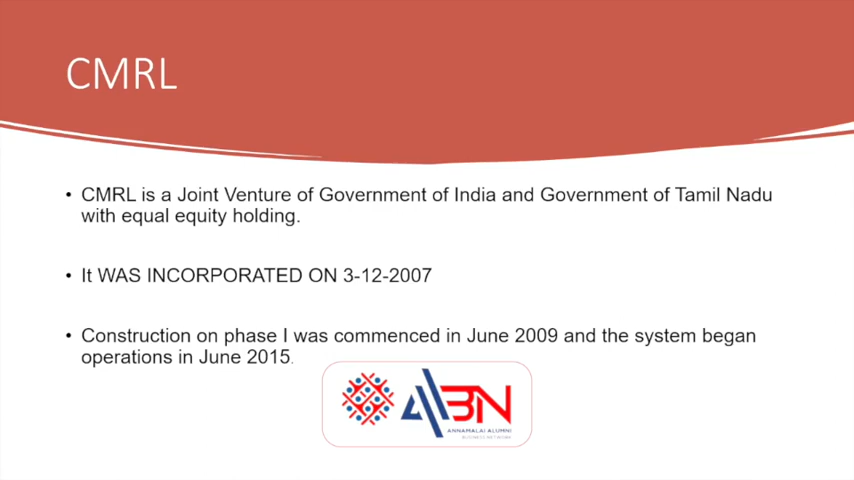 CMRL
• CMRL is a Joint Venture of Government of India and Government of Tamil Nadu
with equal equity holding.
• It WAS INCORPORATED ON 3-12-2007
• Construction on phase I was commenced in June 2009 and the system began
operations in June 2015.
ABN
ANNAMALAI ALUMNI
BUSINESS NETWORK